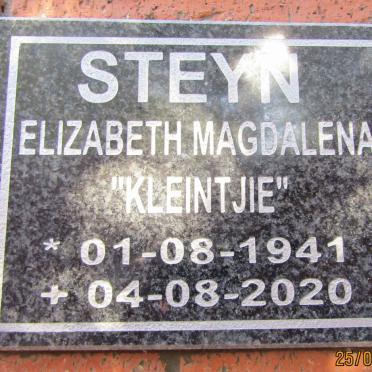 STEYN
ELIZABETH MAGDALENA
"KLEINTJIE"
* 01-08-1941
+ 04-08-2020